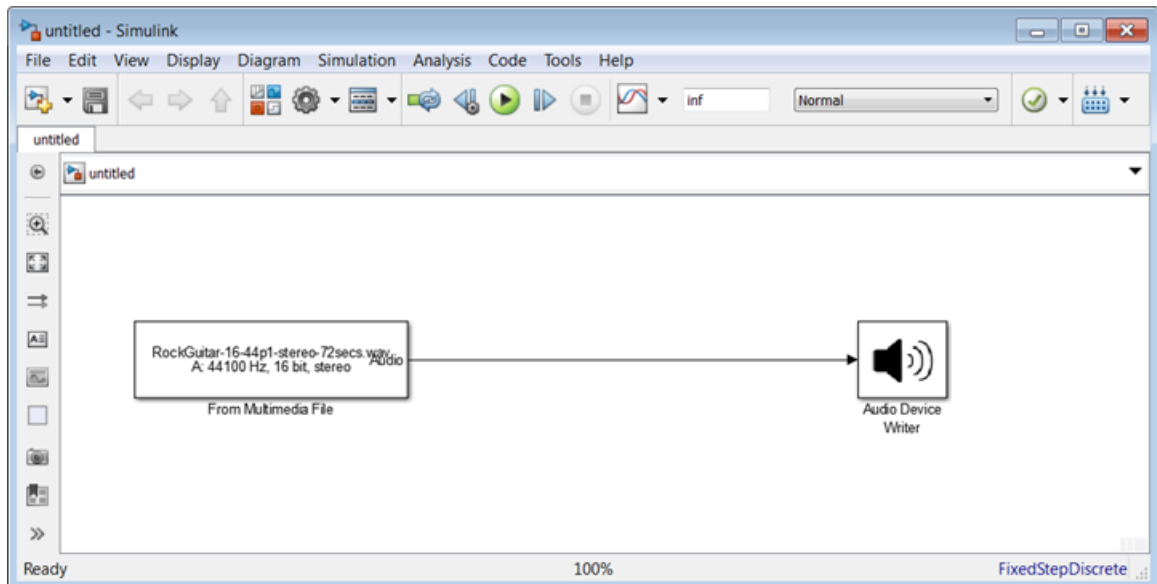 untitled - Simulink
File Edit View Display Diagram Simulation Analysis Code Tools Help
inf Normal
untitled
untitled
RockGuitar-16-44p1-stereo-72secs.wav
Audio
A: 44100 Hz, 16 bit, stereo
From Multimedia File
Audio Device
Writer
Ready 100% FixedStepDiscrete